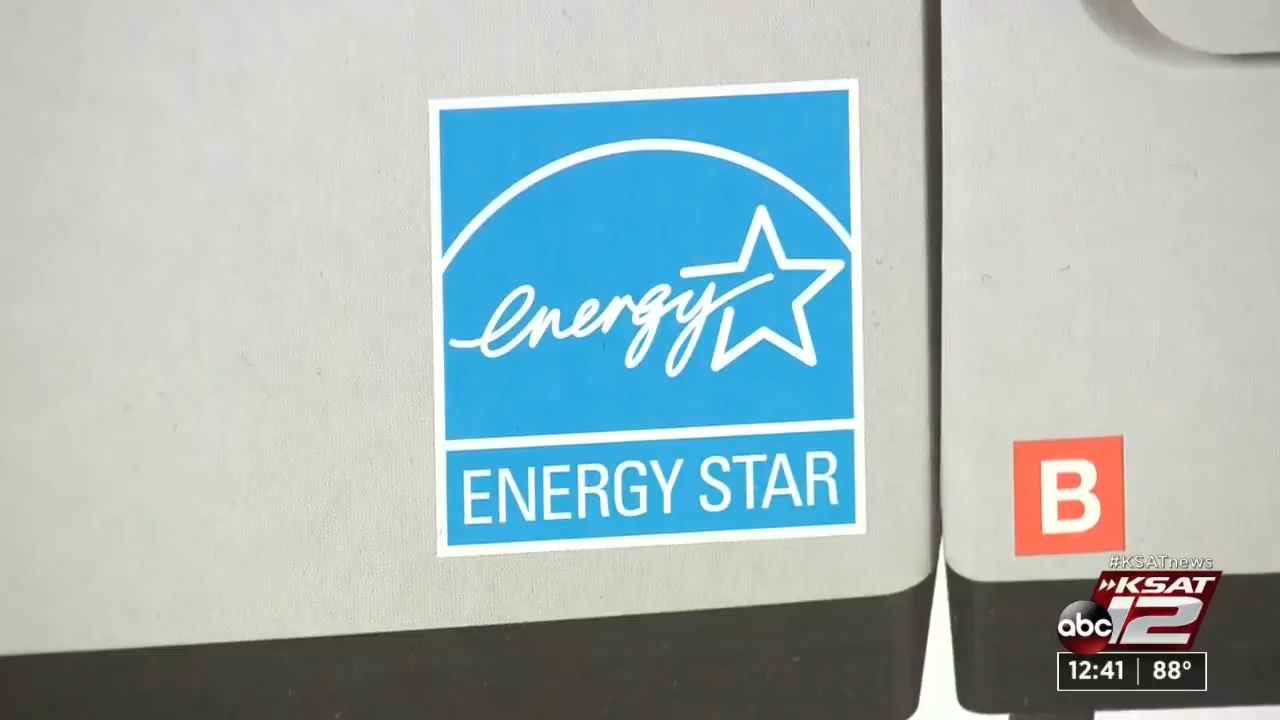 energy
ENERGY STAR
B
#KSATnews
KSAT
12
abc
12:41 88°